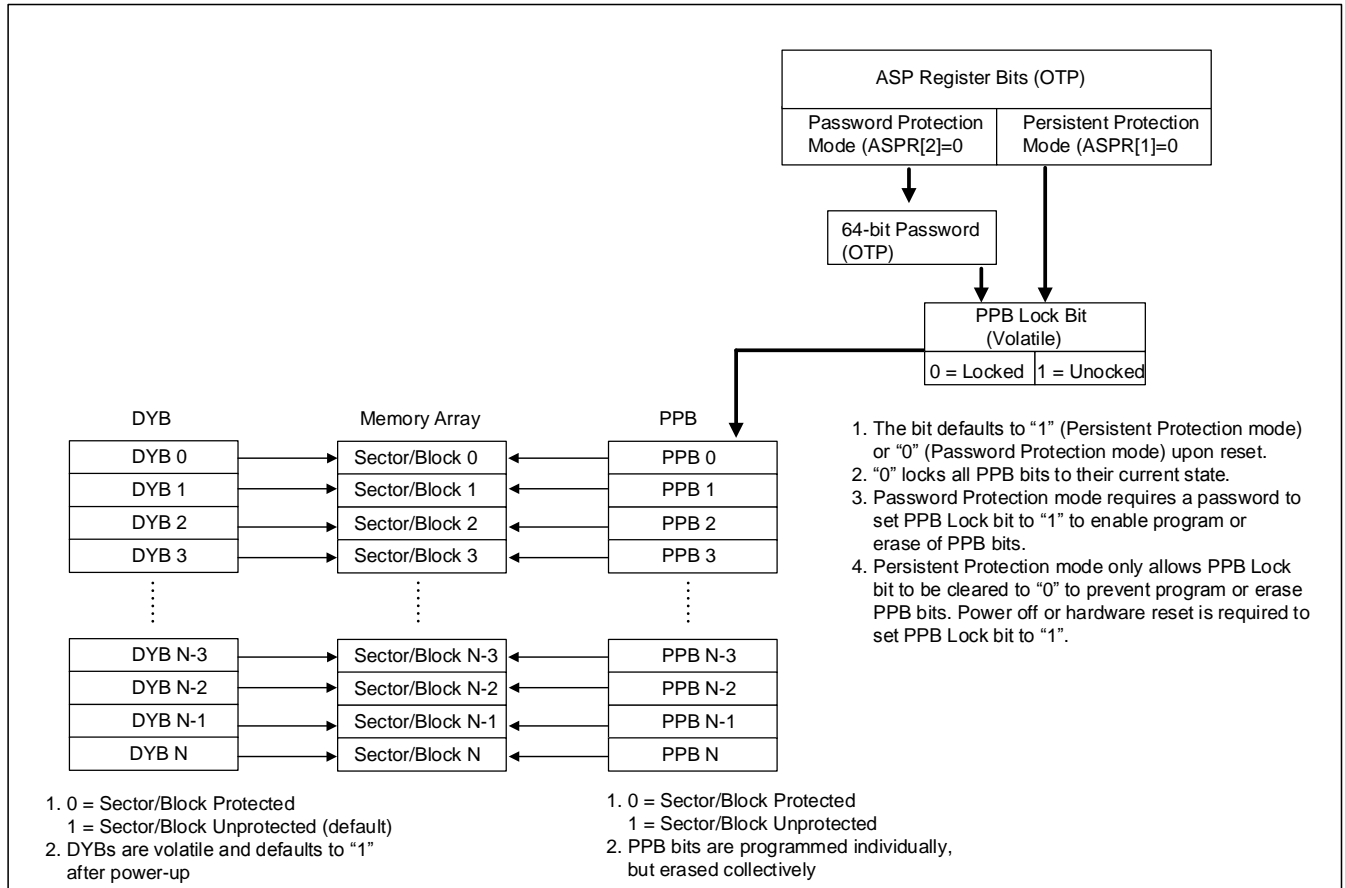 ASP Register Bits (OTP)
Password Protection
Mode (ASPR[2]=0
Persistent Protection
Mode (ASPR[1]=0
64-bit Password
(OTP)
PPB Lock Bit
(Volatile)
0 = Locked
1 = Unocked
1. The bit defaults to “1” (Persistent Protection mode)
or “0” (Password Protection mode) upon reset.
2. “0” locks all PPB bits to their current state.
3. Password Protection mode requires a password to
set PPB Lock bit to “1” to enable program or
erase of PPB bits.
4. Persistent Protection mode only allows PPB Lock
bit to be cleared to “0” to prevent program or erase
PPB bits. Power off or hardware reset is required to
set PPB Lock bit to “1”.
DYB
Memory Array
PPB
DYB 0
Sector/Block 0
PPB 0
DYB 1
Sector/Block 1
PPB 1
DYB 2
Sector/Block 2
PPB 2
DYB 3
Sector/Block 3
PPB 3
DYB N-3
Sector/Block N-3
PPB N-3
DYB N-2
Sector/Block N-2
PPB N-2
DYB N-1
Sector/Block N-1
PPB N-1
DYB N
Sector/Block N
PPB N
1. 0 = Sector/Block Protected
1 = Sector/Block Unprotected (default)
2. DYBs are volatile and defaults to “1”
after power-up
1. 0 = Sector/Block Protected
1 = Sector/Block Unprotected
2. PPB bits are programmed individually,
but erased collectively